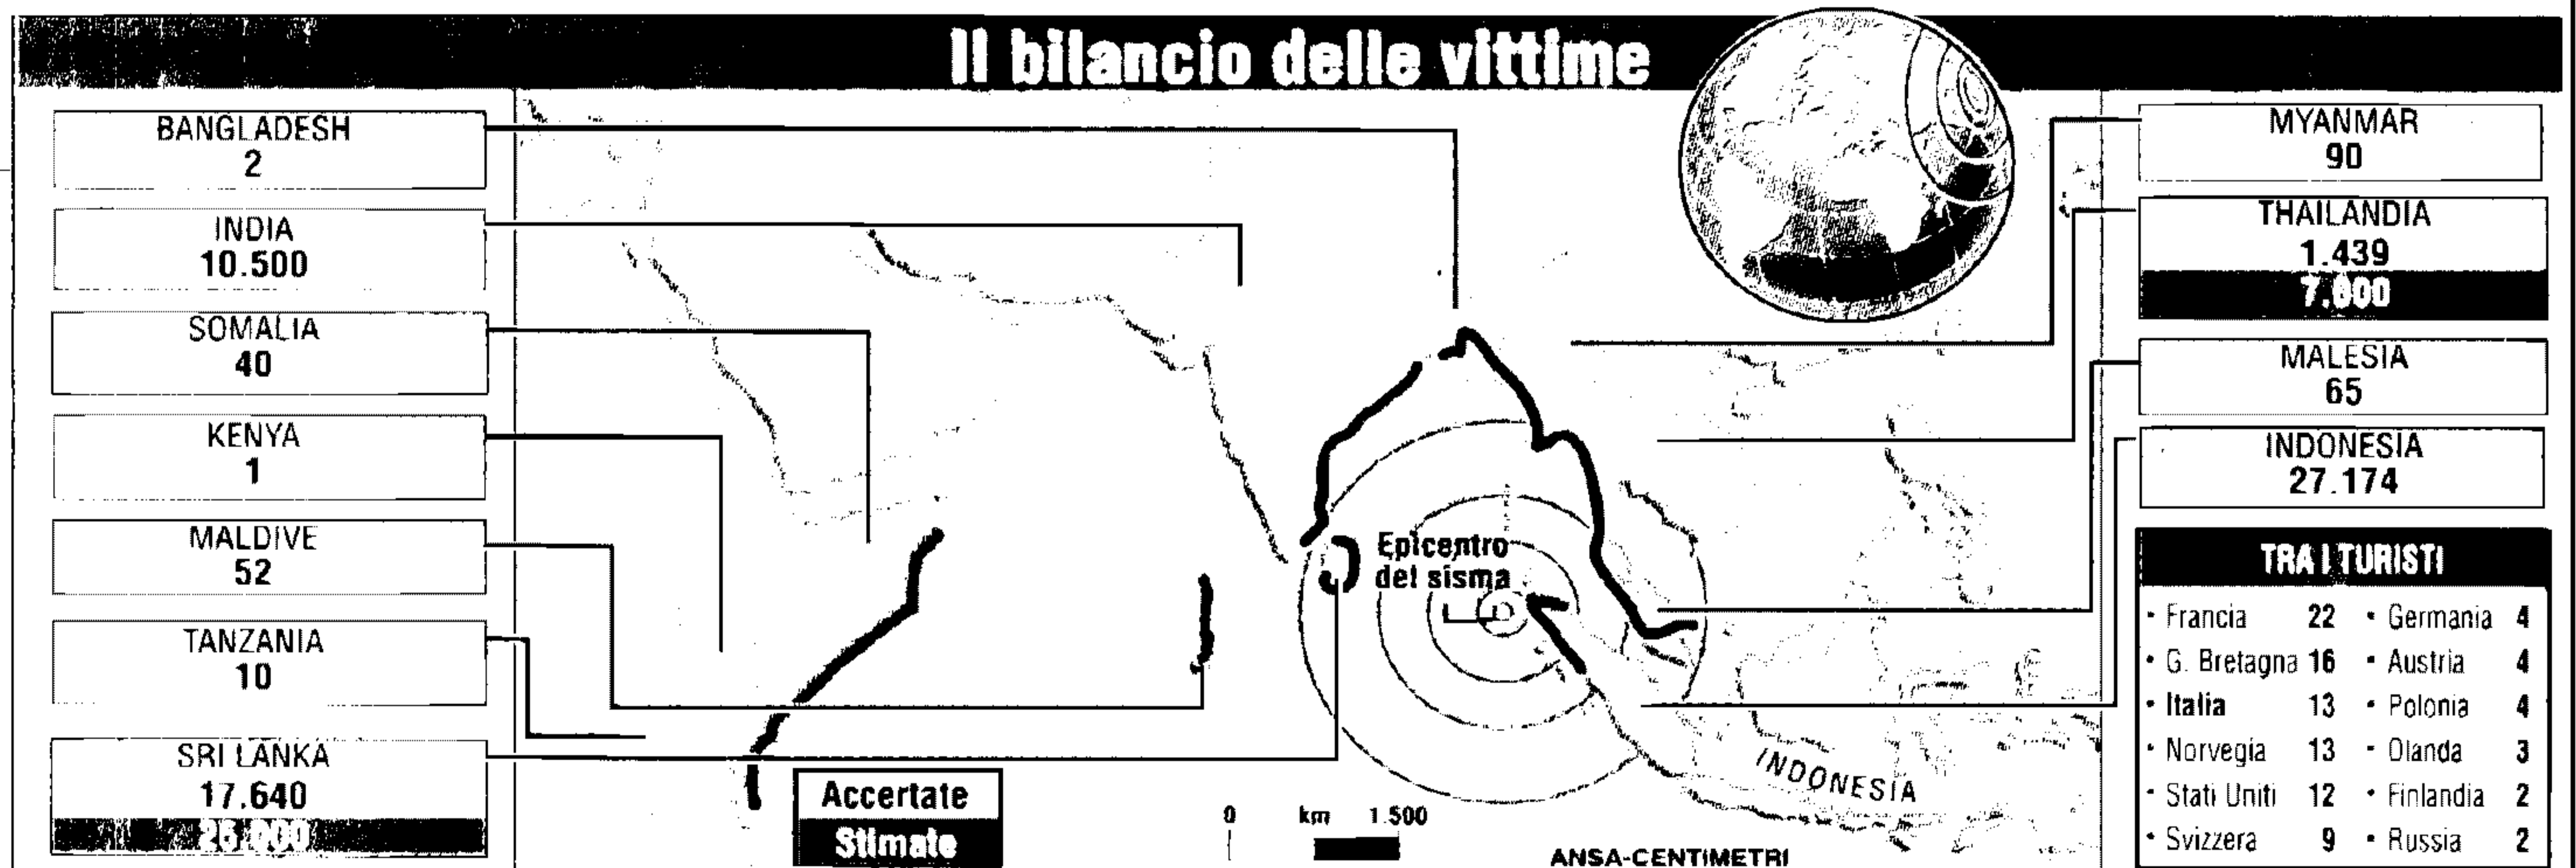 Il bilancio delle vittime
BANGLADESH
2
INDIA
10.500
SOMALIA
40
KENYA
1
MALDIVE
52
TANZANIA
10
SRI LANKA
17.640
Accertate
Stimate
Epicentro
del sisma
0 km 1.500
INDONESIA
ANSA-CENTIMETRI
MYANMAR
90
THAILANDIA
1.439
7.000
MALESIA
65
INDONESIA
27.174
TRA I TURISTI
· Francia 22 · Germania 4
· G. Bretagna 16 · Austria 4
· Italia 13 · Polonia 4
· Norvegia 13 · Olanda 3
· Stati Uniti 12 · Finlandia 2
· Svizzera 9 · Russia 2